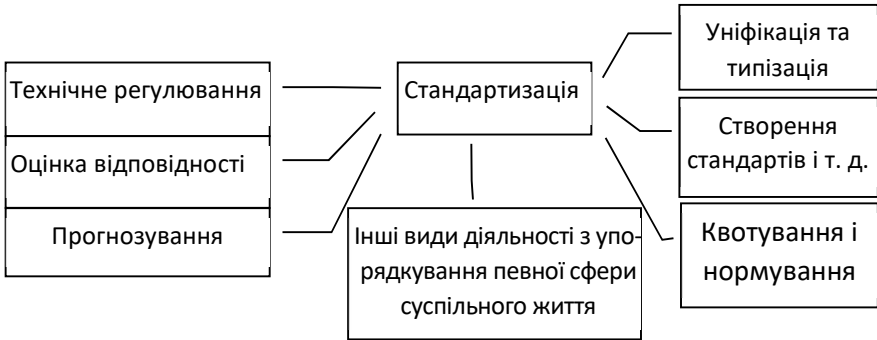 Технічне регулювання
Оцінка відповідності
Прогнозування
Стандартизація
Інші види діяльності з упо-
рядкування певної сфери
суспільного життя
Уніфікація та
типізація
Створення
стандартів і т. д.
Квотування і
нормування